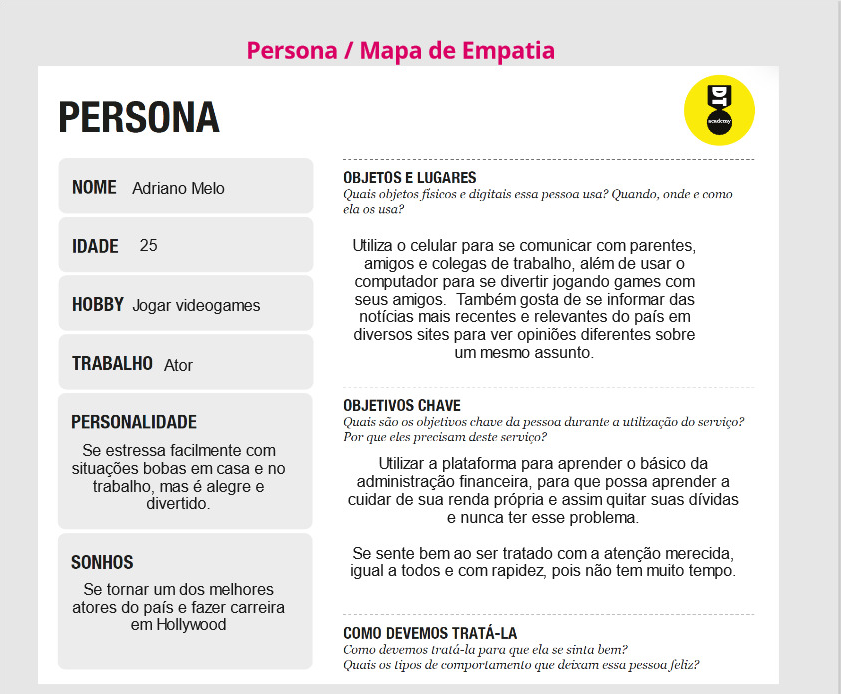 Persona / Mapa de Empatia
PERSONA
DT
academy
NOME Adriano Melo
IDADE 25
HOBBY Jogar videogames
TRABALHO Ator
PERSONALIDADE
Se estressa facilmente com
situações bobas em casa e no
trabalho, mas é alegre e
divertido.
SONHOS
Se tornar um dos melhores
atores do país e fazer carreira
em Hollywood
OBJETOS E LUGARES
Quais objetos físicos e digitais essa pessoa usa? Quando, onde e como
ela os usa?
Utiliza o celular para se comunicar com parentes,
amigos e colegas de trabalho, além de usar o
computador para se divertir jogando games com
seus amigos. Também gosta de se informar das
notícias mais recentes e relevantes do país em
diversos sites para ver opiniões diferentes sobre
um mesmo assunto.
OBJETIVOS CHAVE
Quais são os objetivos chave da pessoa durante a utilização do serviço?
Por que eles precisam deste serviço?
Utilizar a plataforma para aprender o básico da
administração financeira, para que possa aprender a
cuidar de sua renda própria e assim quitar suas dívidas
e nunca ter esse problema.
Se sente bem ao ser tratado com a atenção merecida,
igual a todos e com rapidez, pois não tem muito tempo.
COMO DEVEMOS TRATÁ-LA
Como devemos tratá-la para que ela se sinta bem?
Quais os tipos de comportamento que deixam essa pessoa feliz?